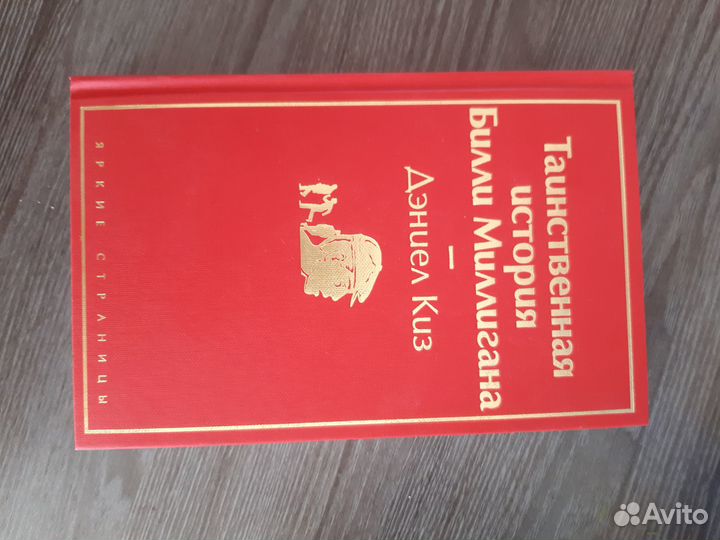 Таинственная
история
Билли Миллигана
Дэниел Киз
ЯРКИЕ СТРАНИЦЫ
Avito